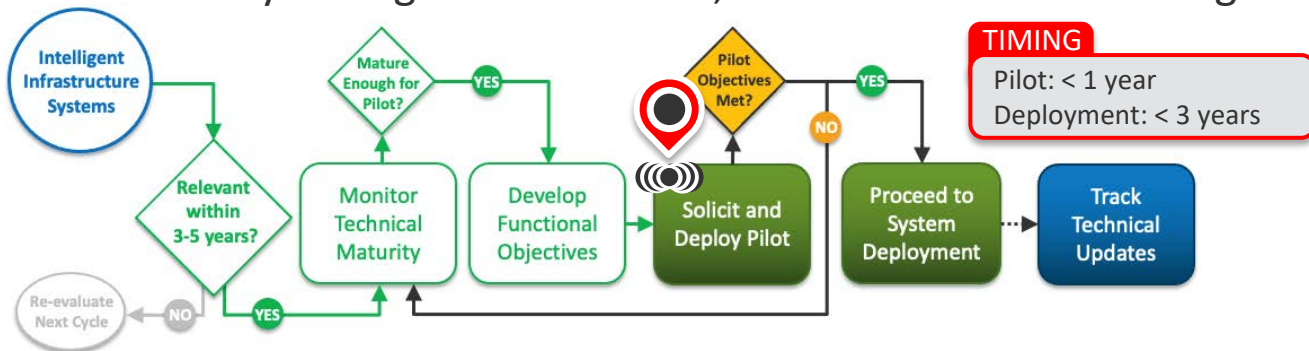 Intelligent
Infrastructure
Systems
Relevant
within
3-5 years?
NO
Re-evaluate
Next Cycle
YES
Monitor
Technical
Maturity
Mature
Enough for
Pilot?
YES
Develop
Functional
Objectives
Solicit and
Deploy Pilot
Pilot
Objectives
Met?
NO
YES
Proceed to
System
Deployment
Track
Technical
Updates
TIMING
Pilot: < 1 year
Deployment: < 3 years